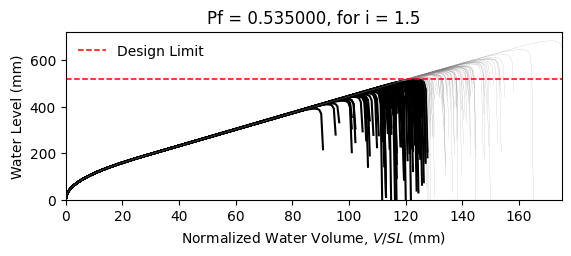 Pf = 0.535000, for i = 1.5
Design Limit
Water Level (mm)
600
400
200
0
0 20 40 60 80 100 120 140 160
Normalized Water Volume, V/SL (mm)